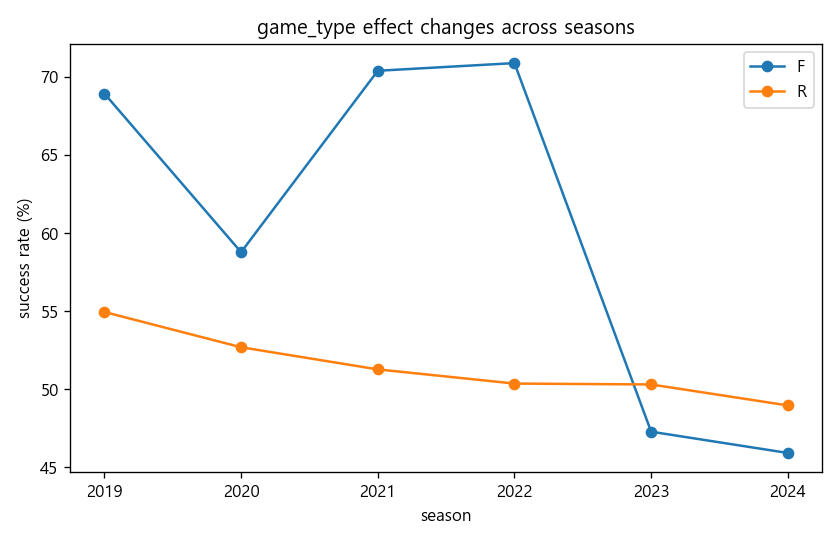 game_type effect changes across seasons
F
R
success rate (%)
70
65
60
55
50
45
2019 2020 2021 2022 2023 2024
season